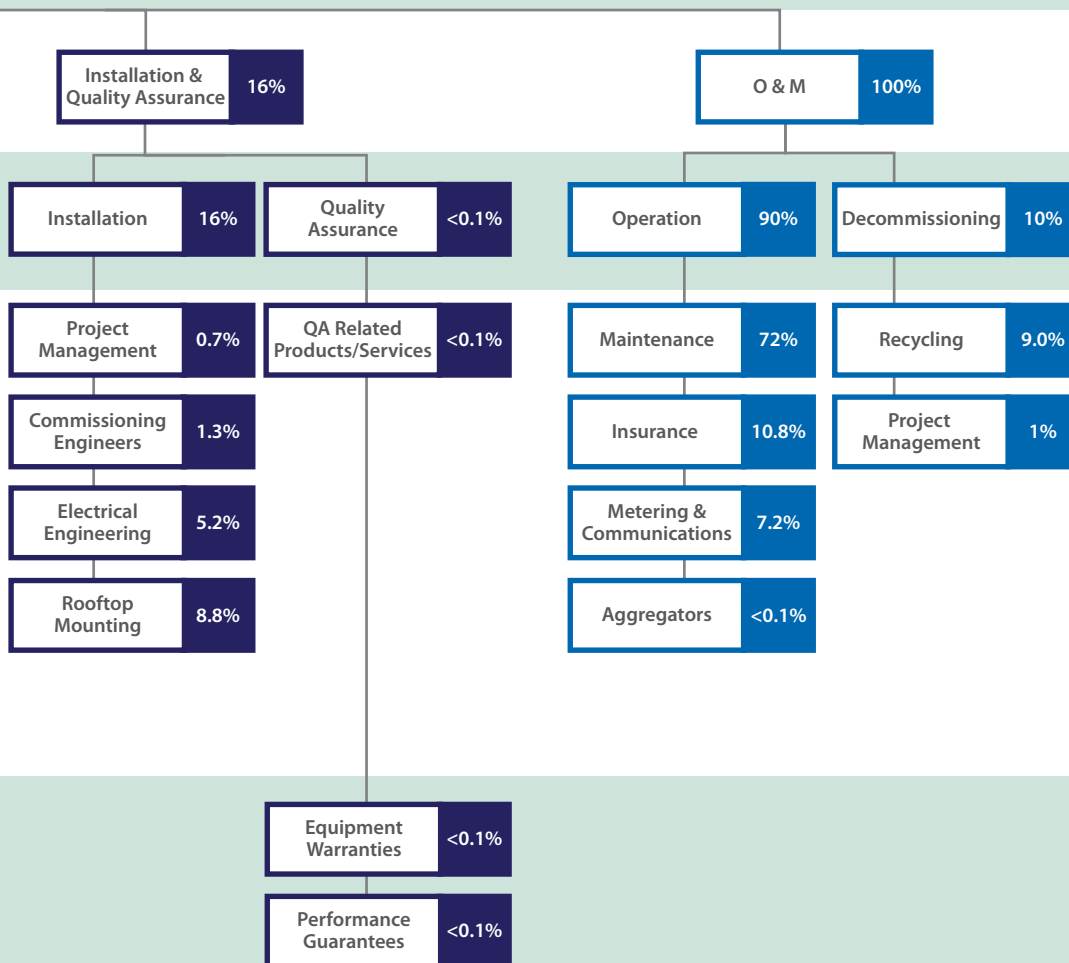 Installation &
Quality Assurance
16%
O & M
100%
Installation
16%
Quality
Assurance
<0.1%
Operation
90%
Decommissioning
10%
Project
Management
0.7%
QA Related
Products/Services
<0.1%
Maintenance
72%
Recycling
9.0%
Commissioning
Engineers
1.3%
Insurance
10.8%
Project
Management
1%
Electrical
Engineering
5.2%
Metering &
Communications
7.2%
Rooftop
Mounting
8.8%
Aggregators
<0.1%
Equipment
Warranties
<0.1%
Performance
Guarantees
<0.1%